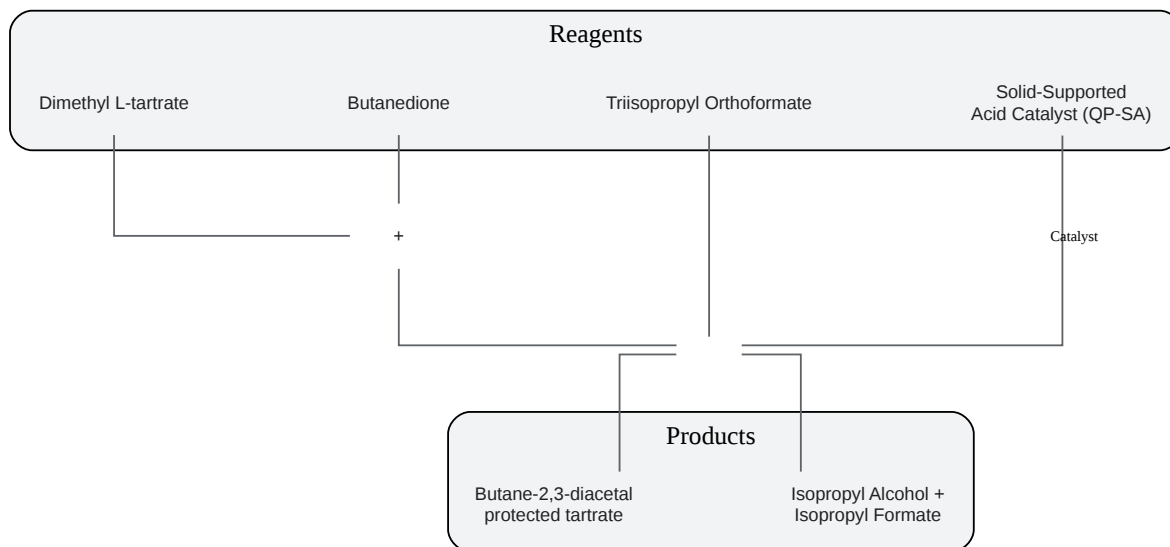 Reagents
Dimethyl L-tartrate
Butanedione
Triisopropyl Orthoformate
Solid-Supported
Acid Catalyst (QP-SA)
+
Catalyst
Products
Butane-2,3-diacetal
protected tartrate
Isopropyl Alcohol +
Isopropyl Formate